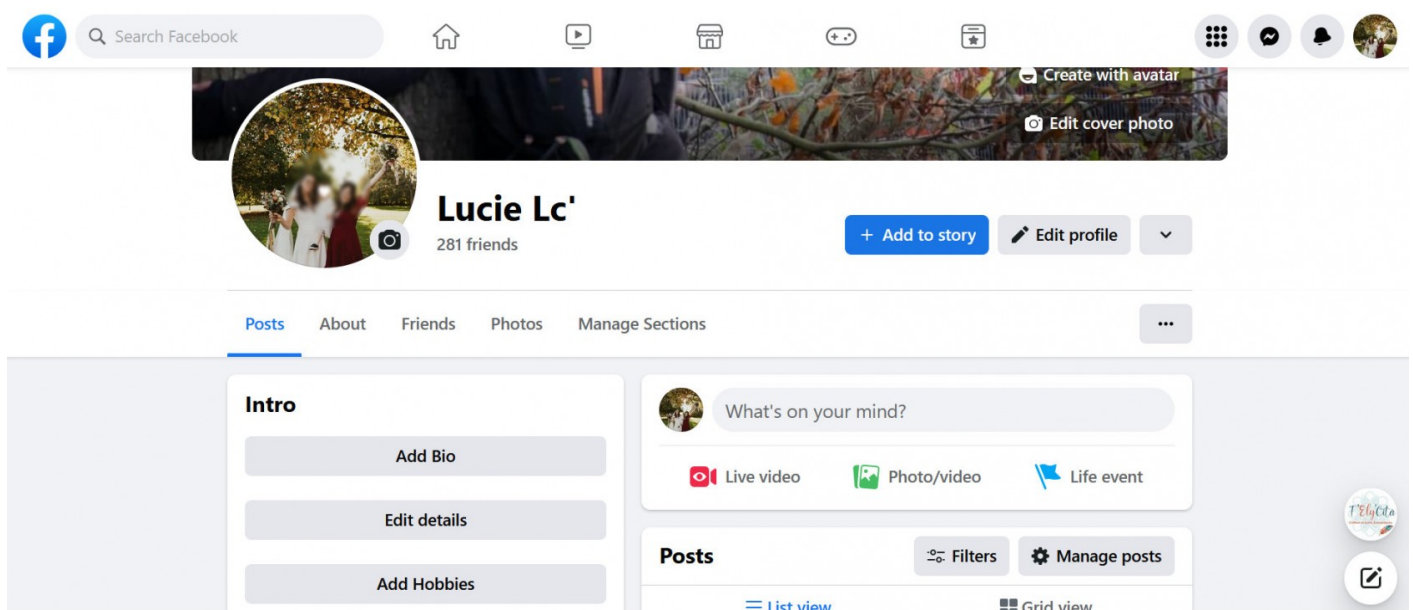 Search Facebook
Create with avatar
Edit cover photo
Lucie Lc'
281 friends
+ Add to story
Edit profile
Posts
About
Friends
Photos
Manage Sections
Intro
Add Bio
Edit details
Add Hobbies
What's on your mind?
Live video
Photo/video
Life event
Posts
Filters
Manage posts
List view
Grid view
F'Ely'Cita